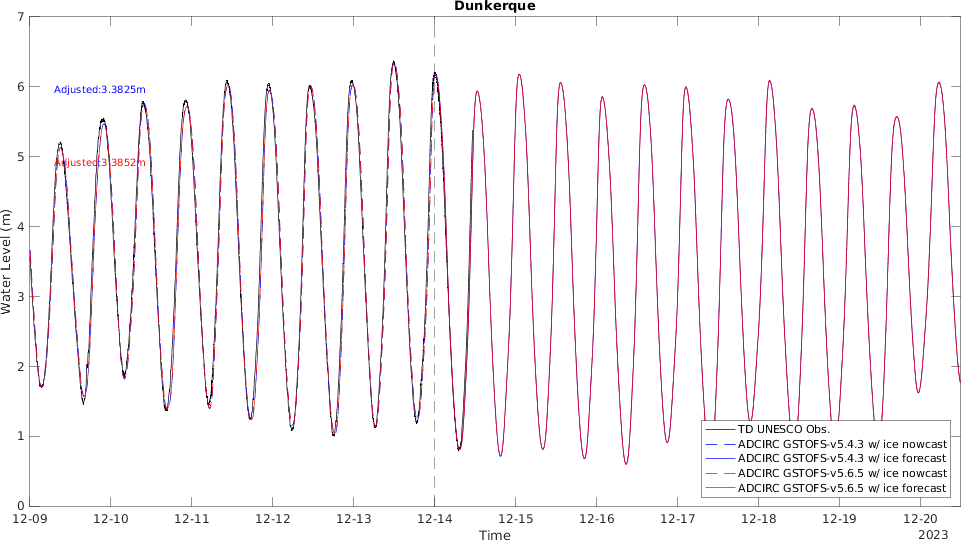 Dunkerque
7
6
5
4
3
2
1
0
Water Level (m)
Adjusted:3.3825m
Adjusted:3.3852m
TD UNESCO Obs.
ADCIRC GSTOFS-v5.4.3 w/ ice nowcast
ADCIRC GSTOFS-v5.4.3 w/ ice forecast
ADCIRC GSTOFS-v5.6.5 w/ ice nowcast
ADCIRC GSTOFS-v5.6.5 w/ ice forecast
12-09 12-10 12-11 12-12 12-13 12-14 12-15 12-16 12-17 12-18 12-19 12-20
Time
2023